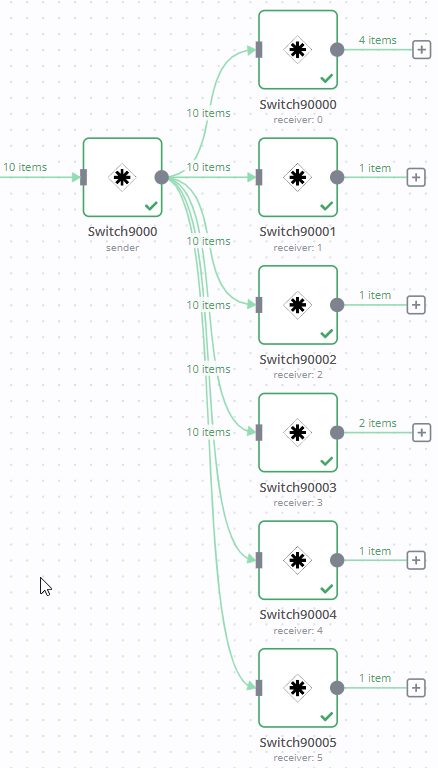 4 items
Switch90000
receiver: 0
10 items
10 items
10 items
1 item
Switch9000
sender
Switch90001
receiver: 1
10 items
10 items
1 item
Switch90002
receiver: 2
10 items
10 items
2 items
Switch90003
receiver: 3
1 item
Switch90004
receiver: 4
1 item
Switch90005
receiver: 5